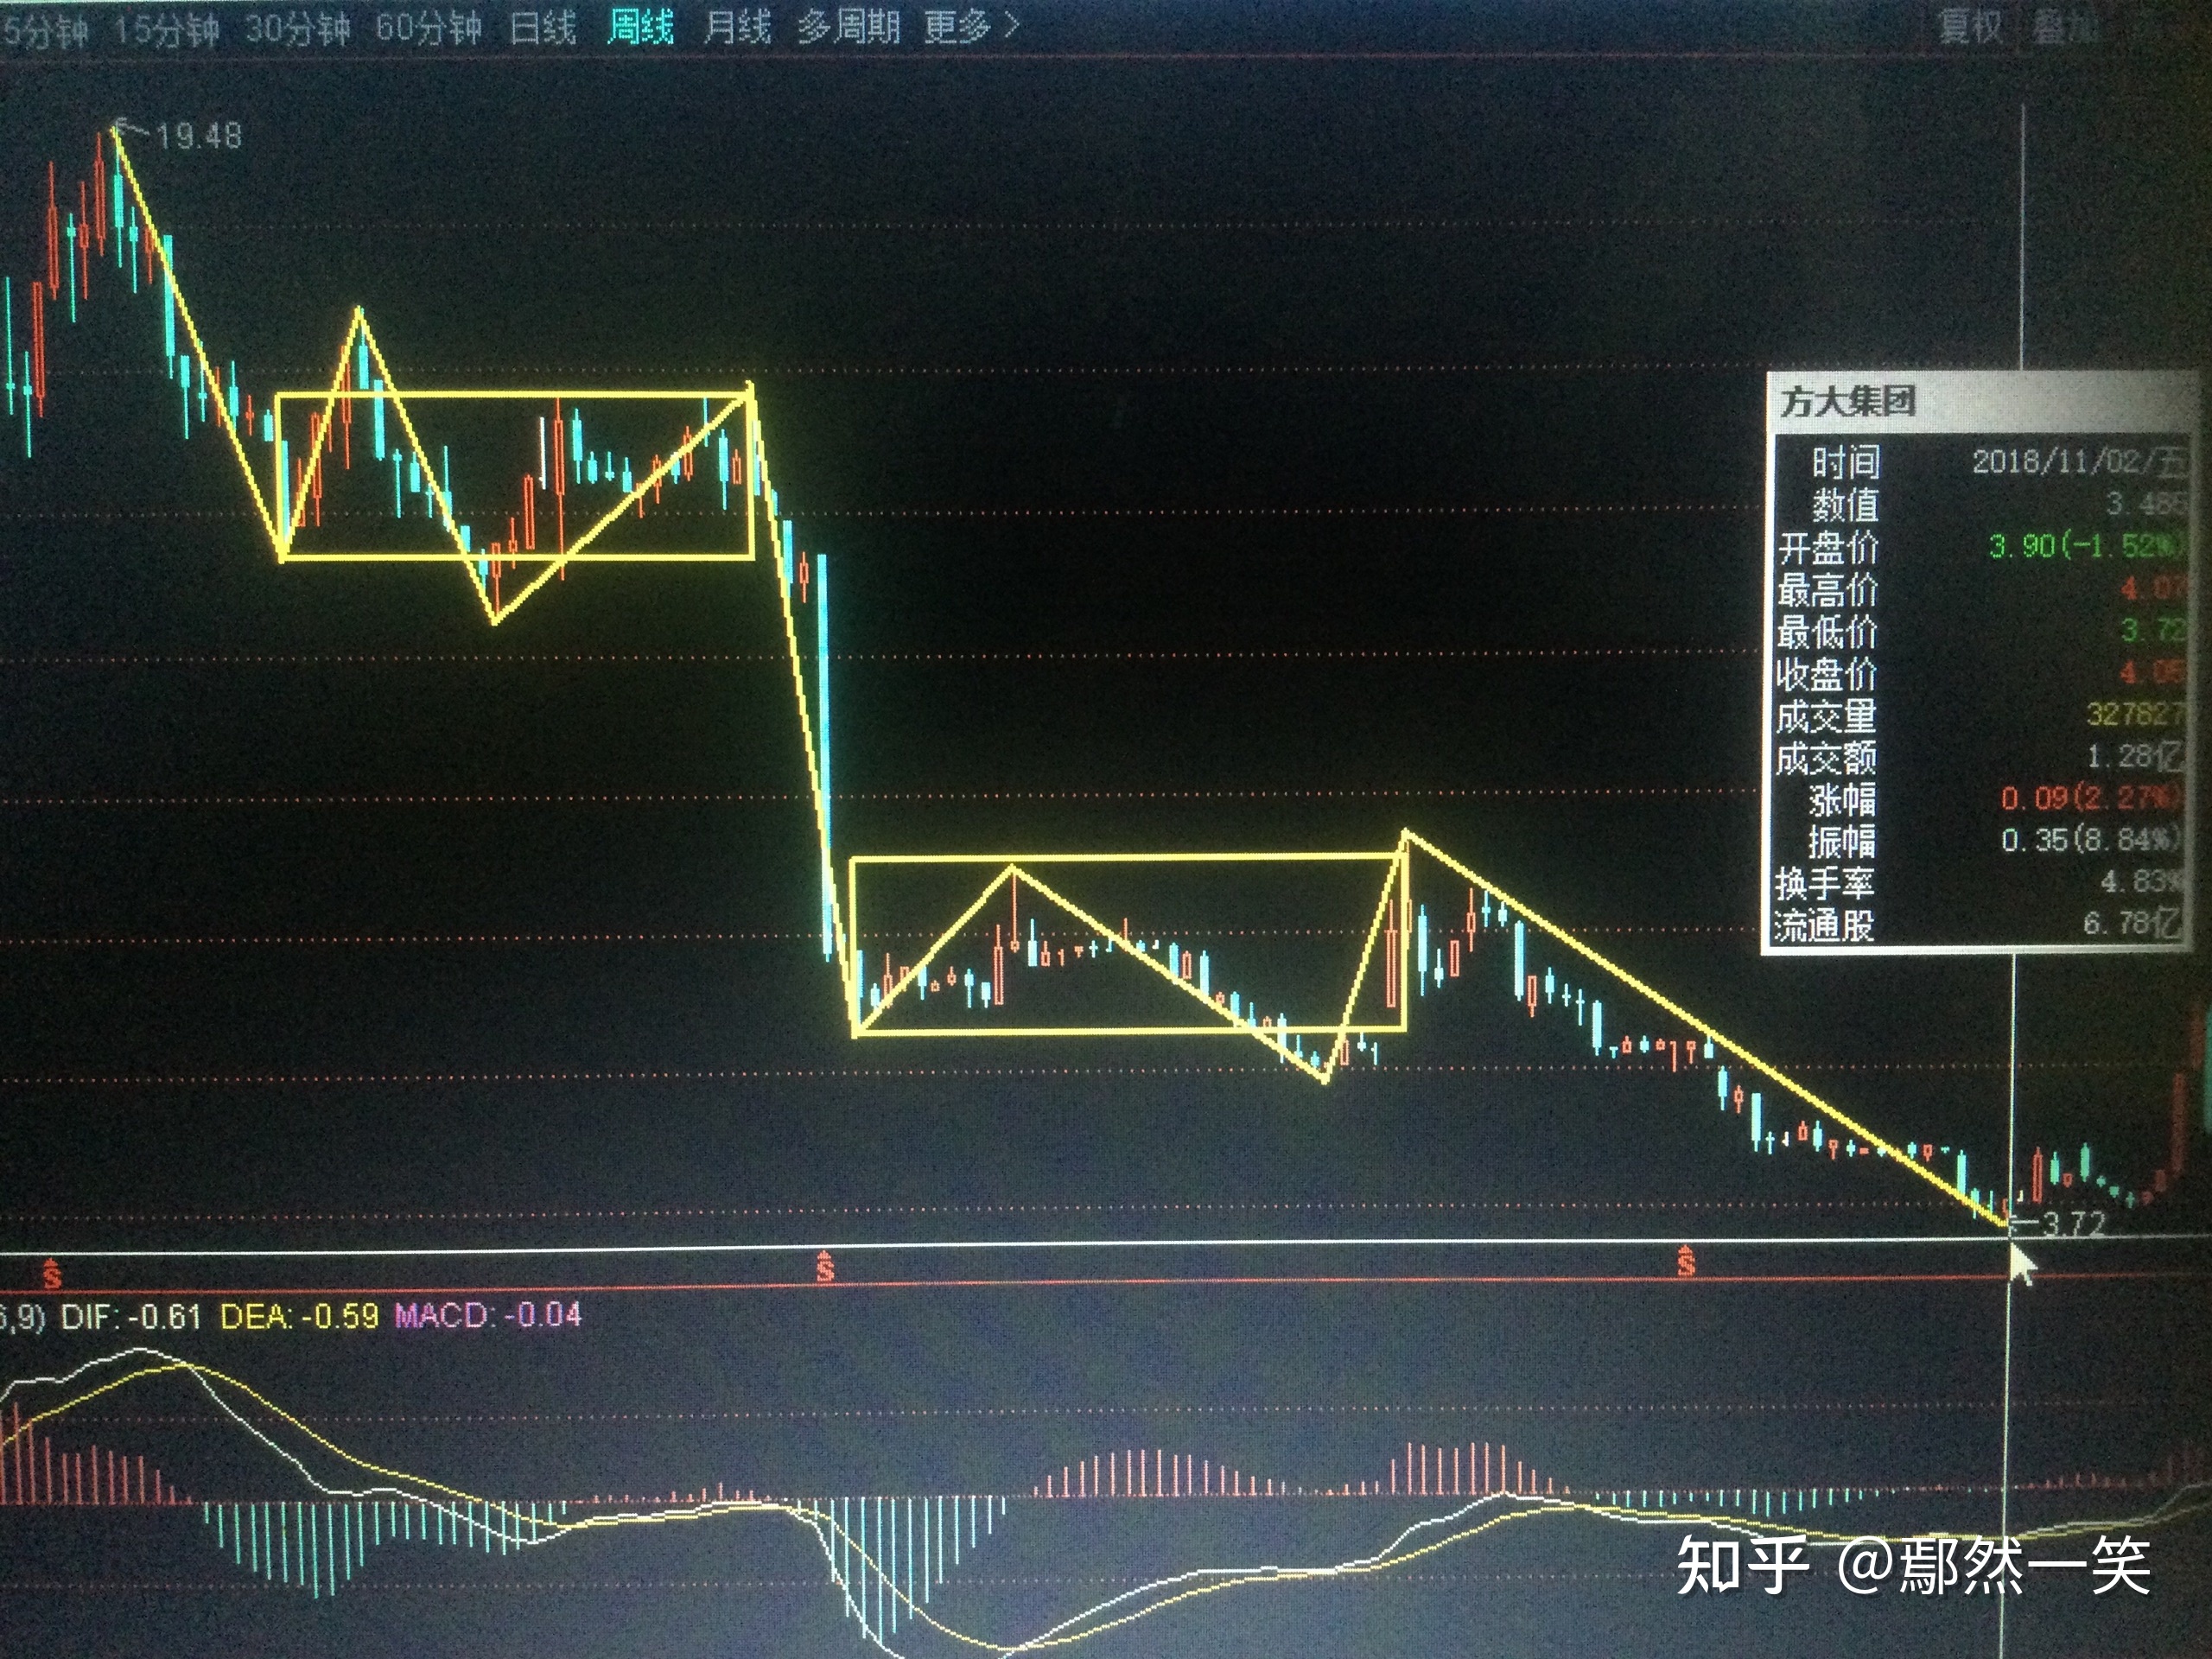 5分钟 15分钟 30分钟 60分钟 日线 周线 月线 多周期 更多 > 复权 叠加
19.48
方大集团
时间 2018/11/02/五
数值 3.486
开盘价 3.90(-1.52%)
最高价 4.07
最低价 3.72
收盘价 4.05
成交量 327827
成交额 1.28亿
涨幅 0.09(2.27%)
振幅 0.35(8.84%)
换手率 4.83%
流通股 6.78亿
3.72
S S S
6,9) DIF: -0.61 DEA: -0.59 MACD: -0.04
知乎 @鄢然一笑